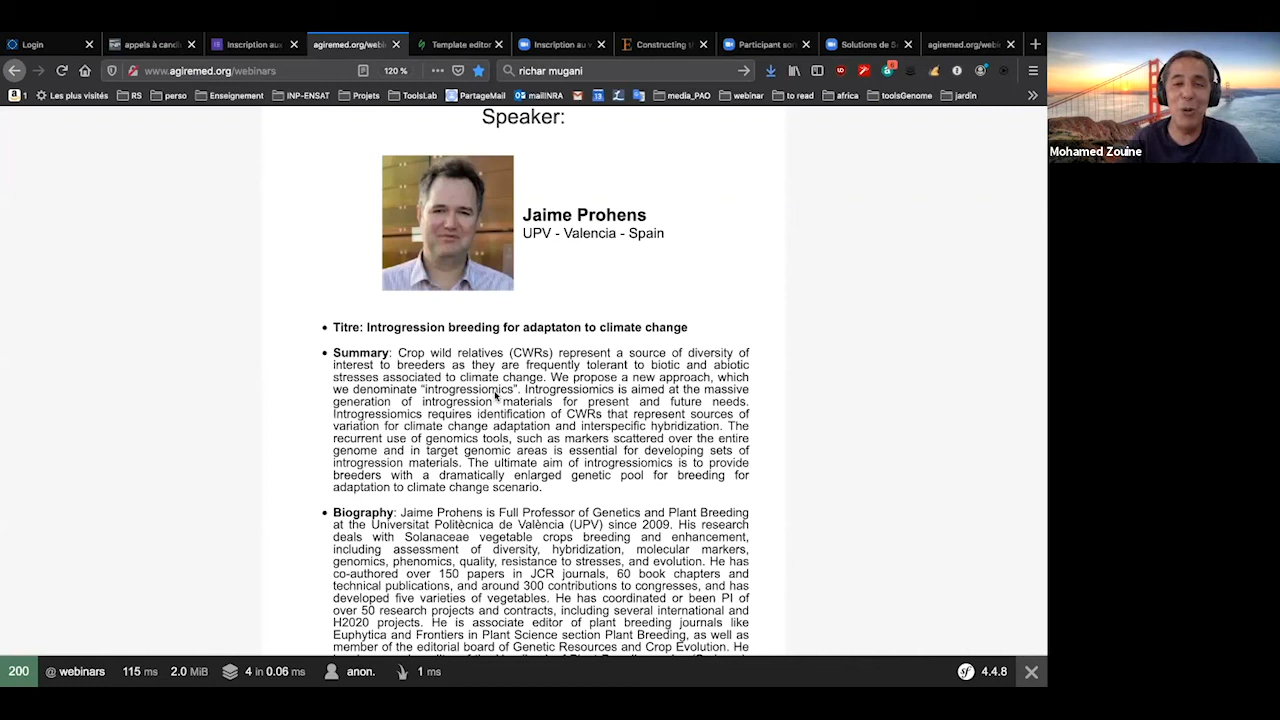 Login
appels à candi
Inscription aux
agiremed.org/webi
Template editor
Inscription au v
Constructing t
Participant sor
Solutions de S
agiremed.org/webi
www.agiremed.org/webinars
120 %
richar mugani
6
1
Les plus visités
RS
perso
Enseignement
INP-ENSAT
Projets
ToolsLab
PartageMail
mailINRA
media_PAO
webinar
to read
africa
toolsGenome
jardin
Mohamed Zouine
Speaker:
Jaime Prohens
UPV - Valencia - Spain
• Titre: Introgression breeding for adaptaton to climate change
• Summary: Crop wild relatives (CWRs) represent a source of diversity of
interest to breeders as they are frequently tolerant to biotic and abiotic
stresses associated to climate change. We propose a new approach, which
we denominate “introgressiomics”. Introgressiomics is aimed at the massive
generation of introgression materials for present and future needs.
Introgressiomics requires identification of CWRs that represent sources of
variation for climate change adaptation and interspecific hybridization. The
recurrent use of genomics tools, such as markers scattered over the entire
genome and in target genomic areas is essential for developing sets of
introgression materials. The ultimate aim of introgressiomics is to provide
breeders with a dramatically enlarged genetic pool for breeding for
adaptation to climate change scenario.
• Biography: Jaime Prohens is Full Professor of Genetics and Plant Breeding
at the Universitat Politècnica de València (UPV) since 2009. His research
deals with Solanaceae vegetable crops breeding and enhancement,
including assessment of diversity, hybridization, molecular markers,
genomics, phenomics, quality, resistance to stresses, and evolution. He has
co-authored over 150 papers in JCR journals, 60 book chapters and
technical publications, and around 300 contributions to congresses, and has
developed five varieties of vegetables. He has coordinated or been PI of
over 50 research projects and contracts, including several international and
H2020 projects. He is associate editor of plant breeding journals like
Euphytica and Frontiers in Plant Science section Plant Breeding, as well as
member of the editorial board of Genetic Resources and Crop Evolution. He
200 @ webinars 115 ms 2.0 MiB 4 in 0.06 ms anon. 1 ms sf 4.4.8